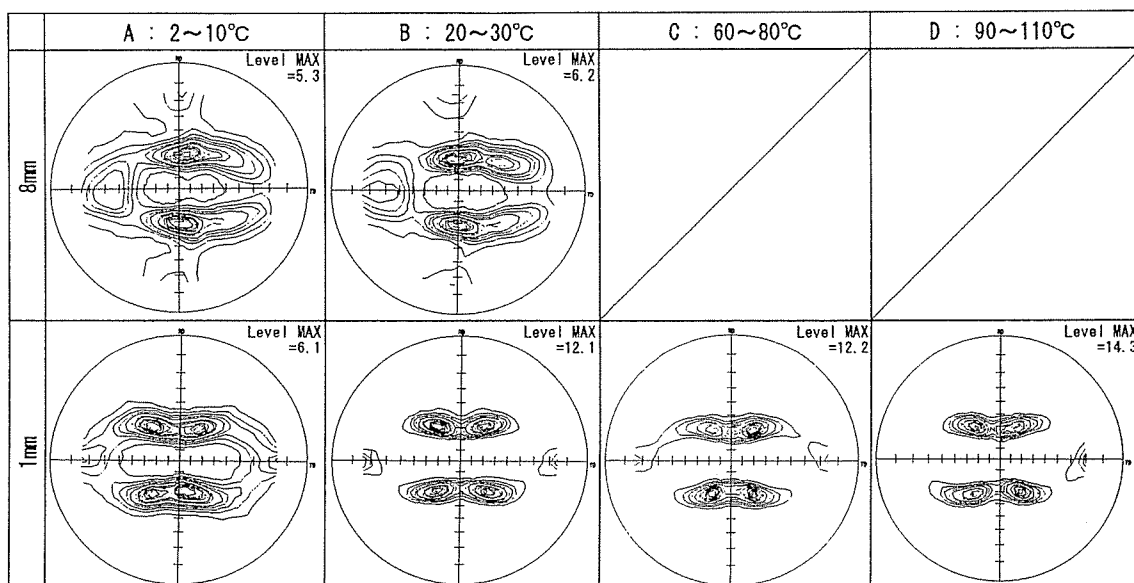 A : 2～10℃
B : 20～30℃
C : 60～80℃
D : 90～110℃
8mm
Level MAX
=5.3
Level MAX
=6.2
1mm
Level MAX
=6.1
Level MAX
=12.1
Level MAX
=12.2
Level MAX
=14.3